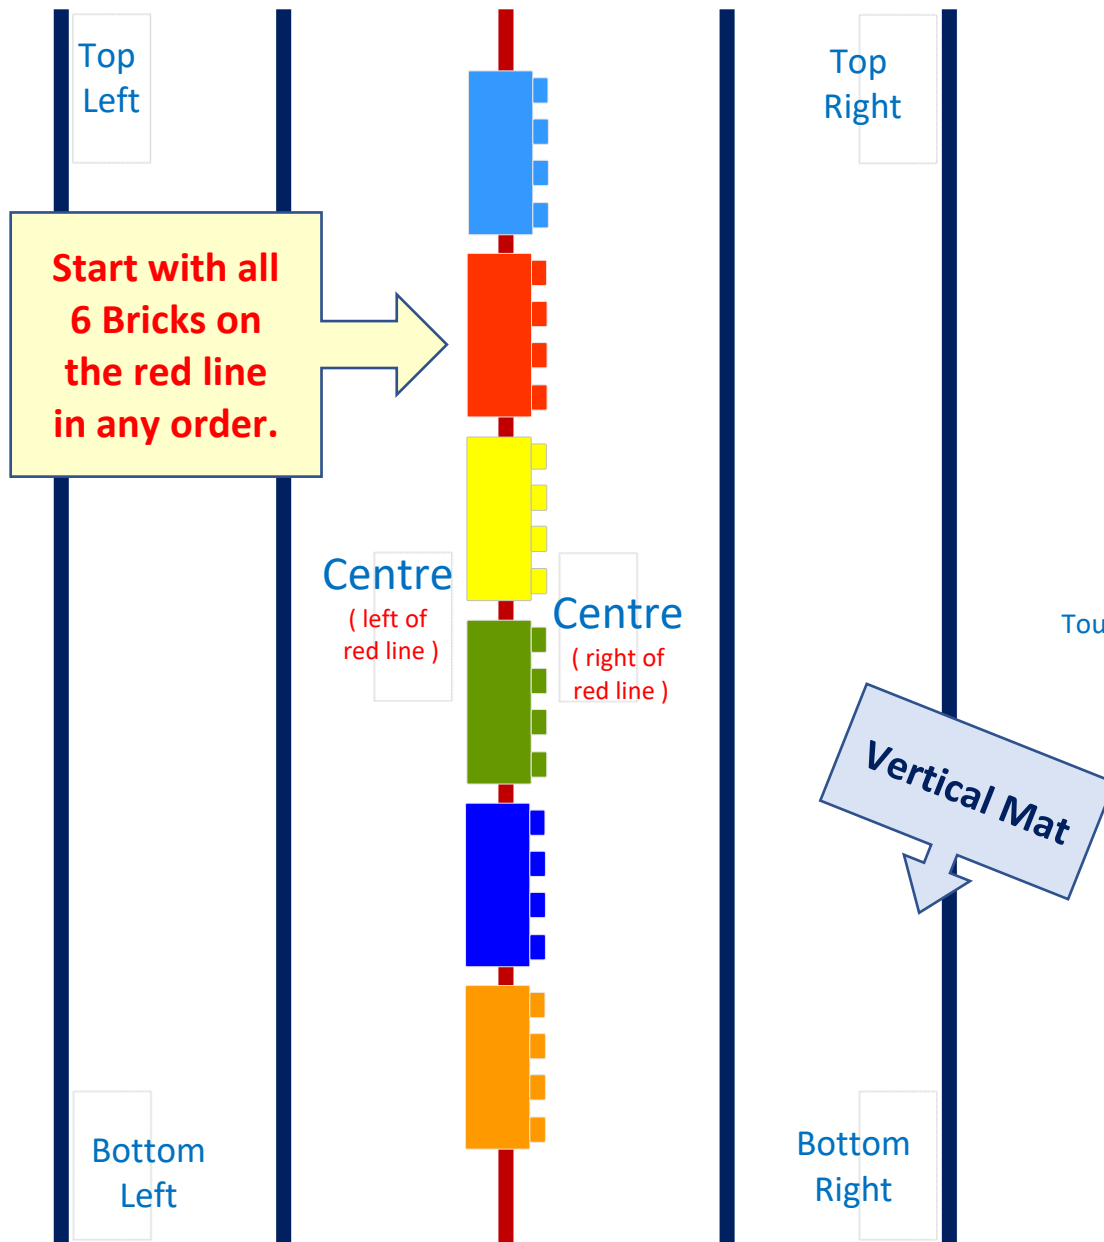 Top
Left
Top
Right
Start with all
6 Bricks on
the red line
in any order.
Centre
( left of
red line )
Centre
( right of
red line )
Vertical Mat
Bottom
Left
Bottom
Right